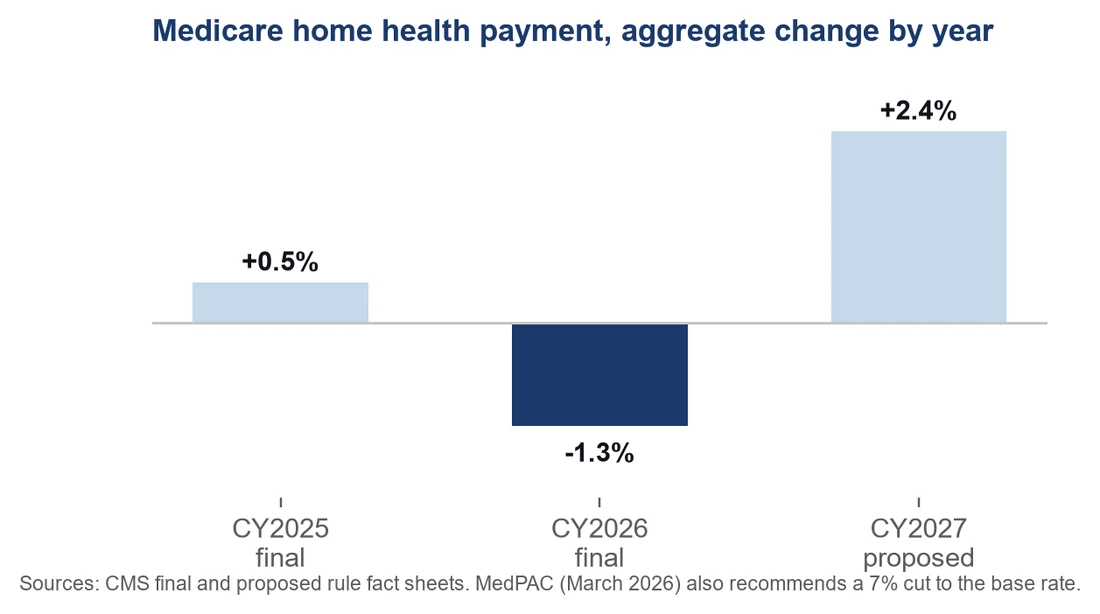 Medicare home health payment, aggregate change by year
+2.4%
+0.5%
-1.3%
CY2025 CY2026 CY2027
final final proposed
Sources: CMS final and proposed rule fact sheets. MedPAC (March 2026) also recommends a 7% cut to the base rate.